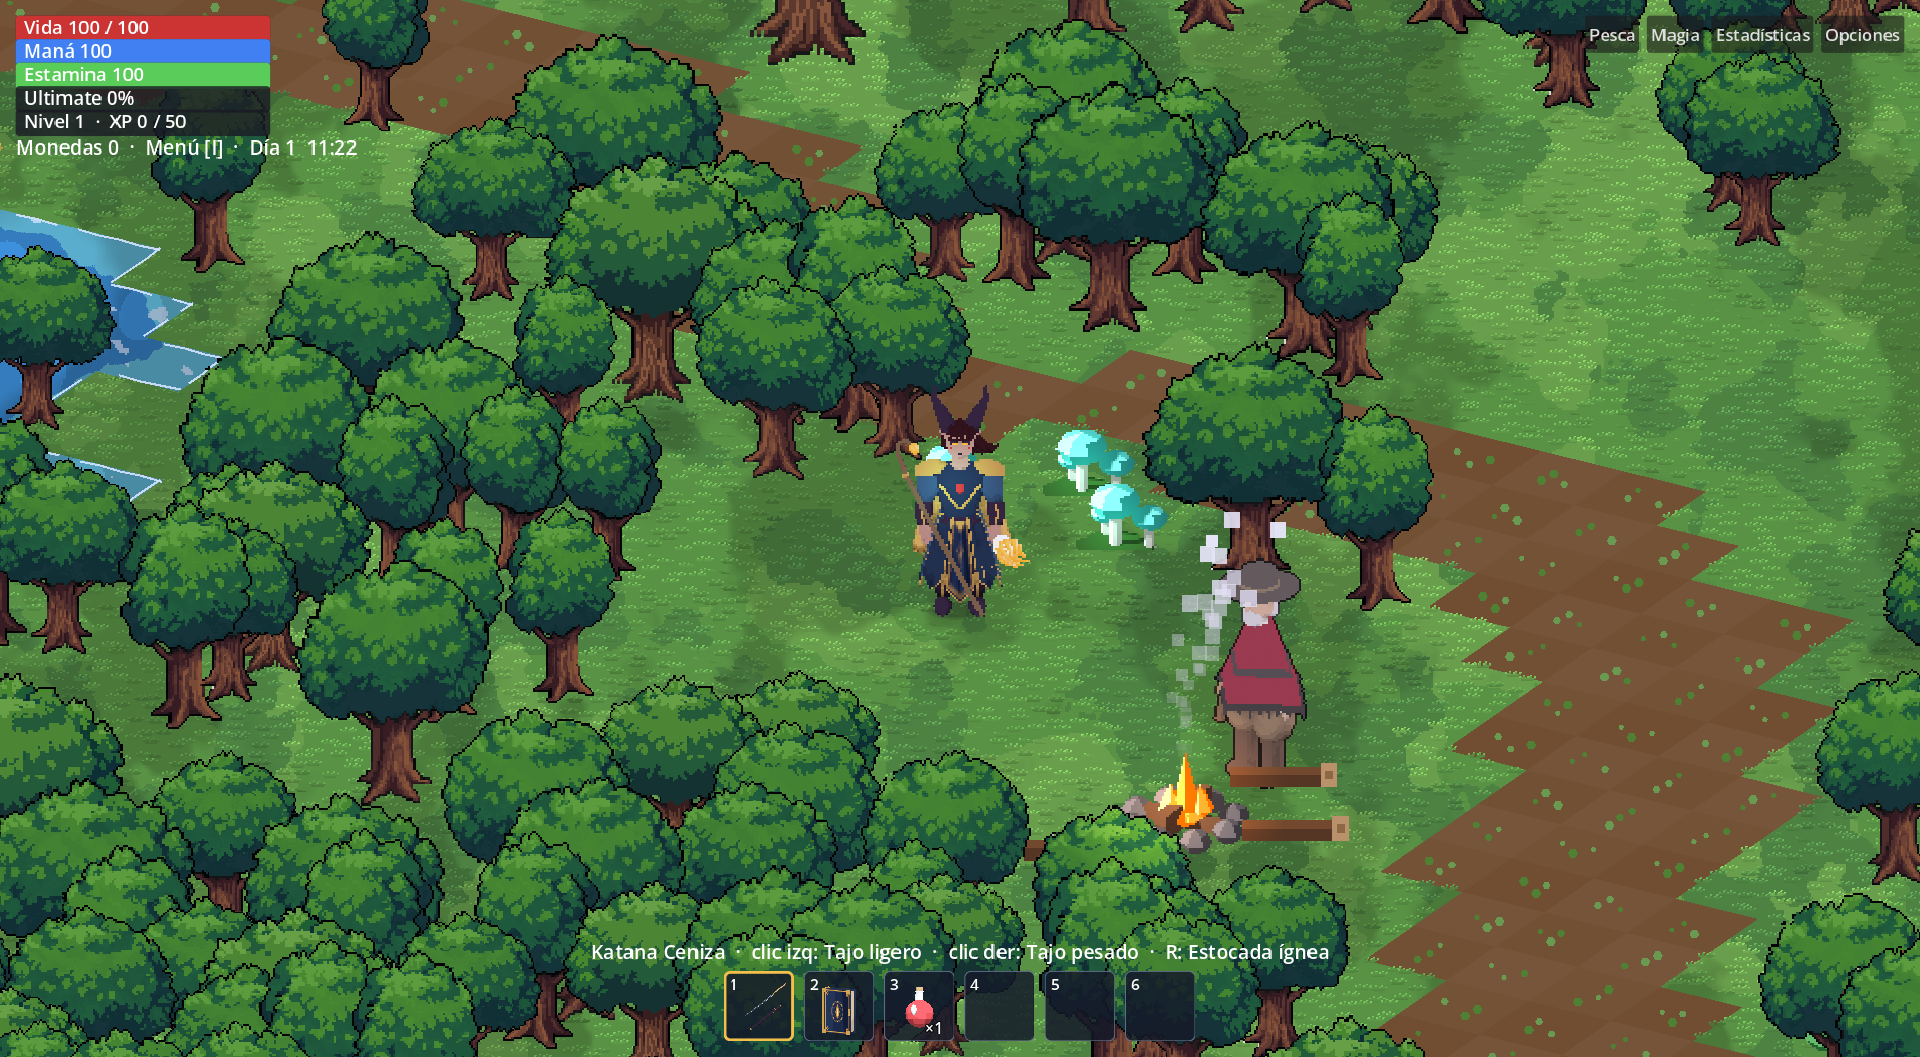 Vida 100 / 100
Maná 100
Estamina 100
Ultimate 0%
Nivel 1 · XP 0 / 50
Monedas 0 · Menú [I] · Día 1 11:22
Pesca
Magia
Estadísticas
Opciones
Katana Ceniza · clic izq: Tajo ligero · clic der: Tajo pesado · R: Estocada ígnea
1
2
3
×1
4
5
6